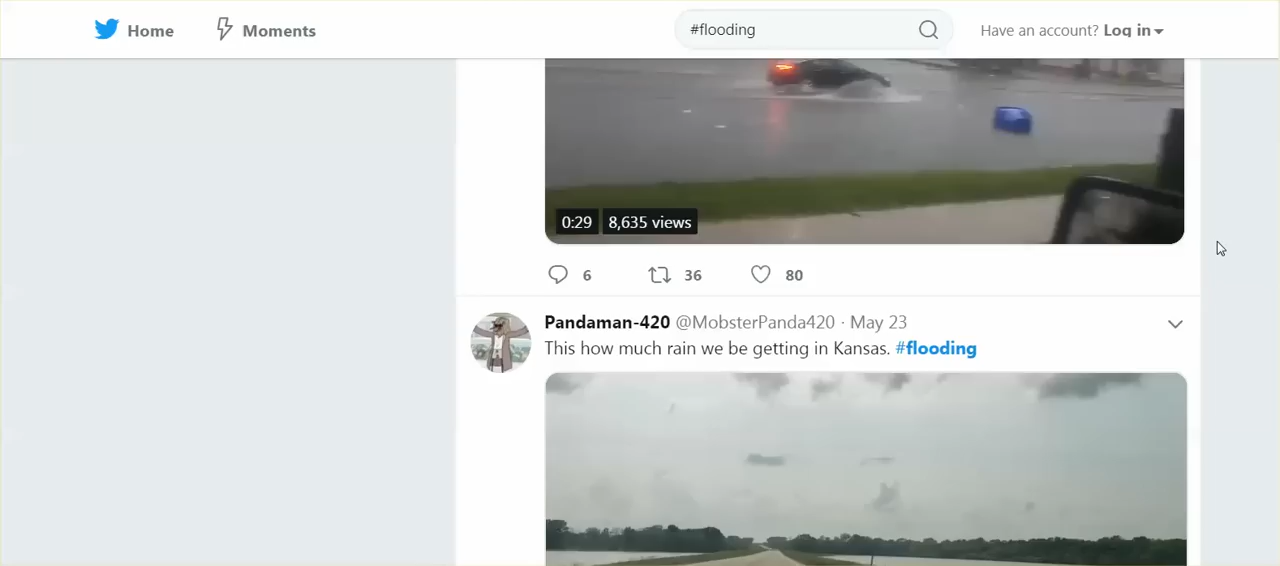 Home Moments #flooding Have an account? Log in
0:29 8,635 views
6 36 80
Pandaman-420 @MobsterPanda420 · May 23
This how much rain we be getting in Kansas. #flooding